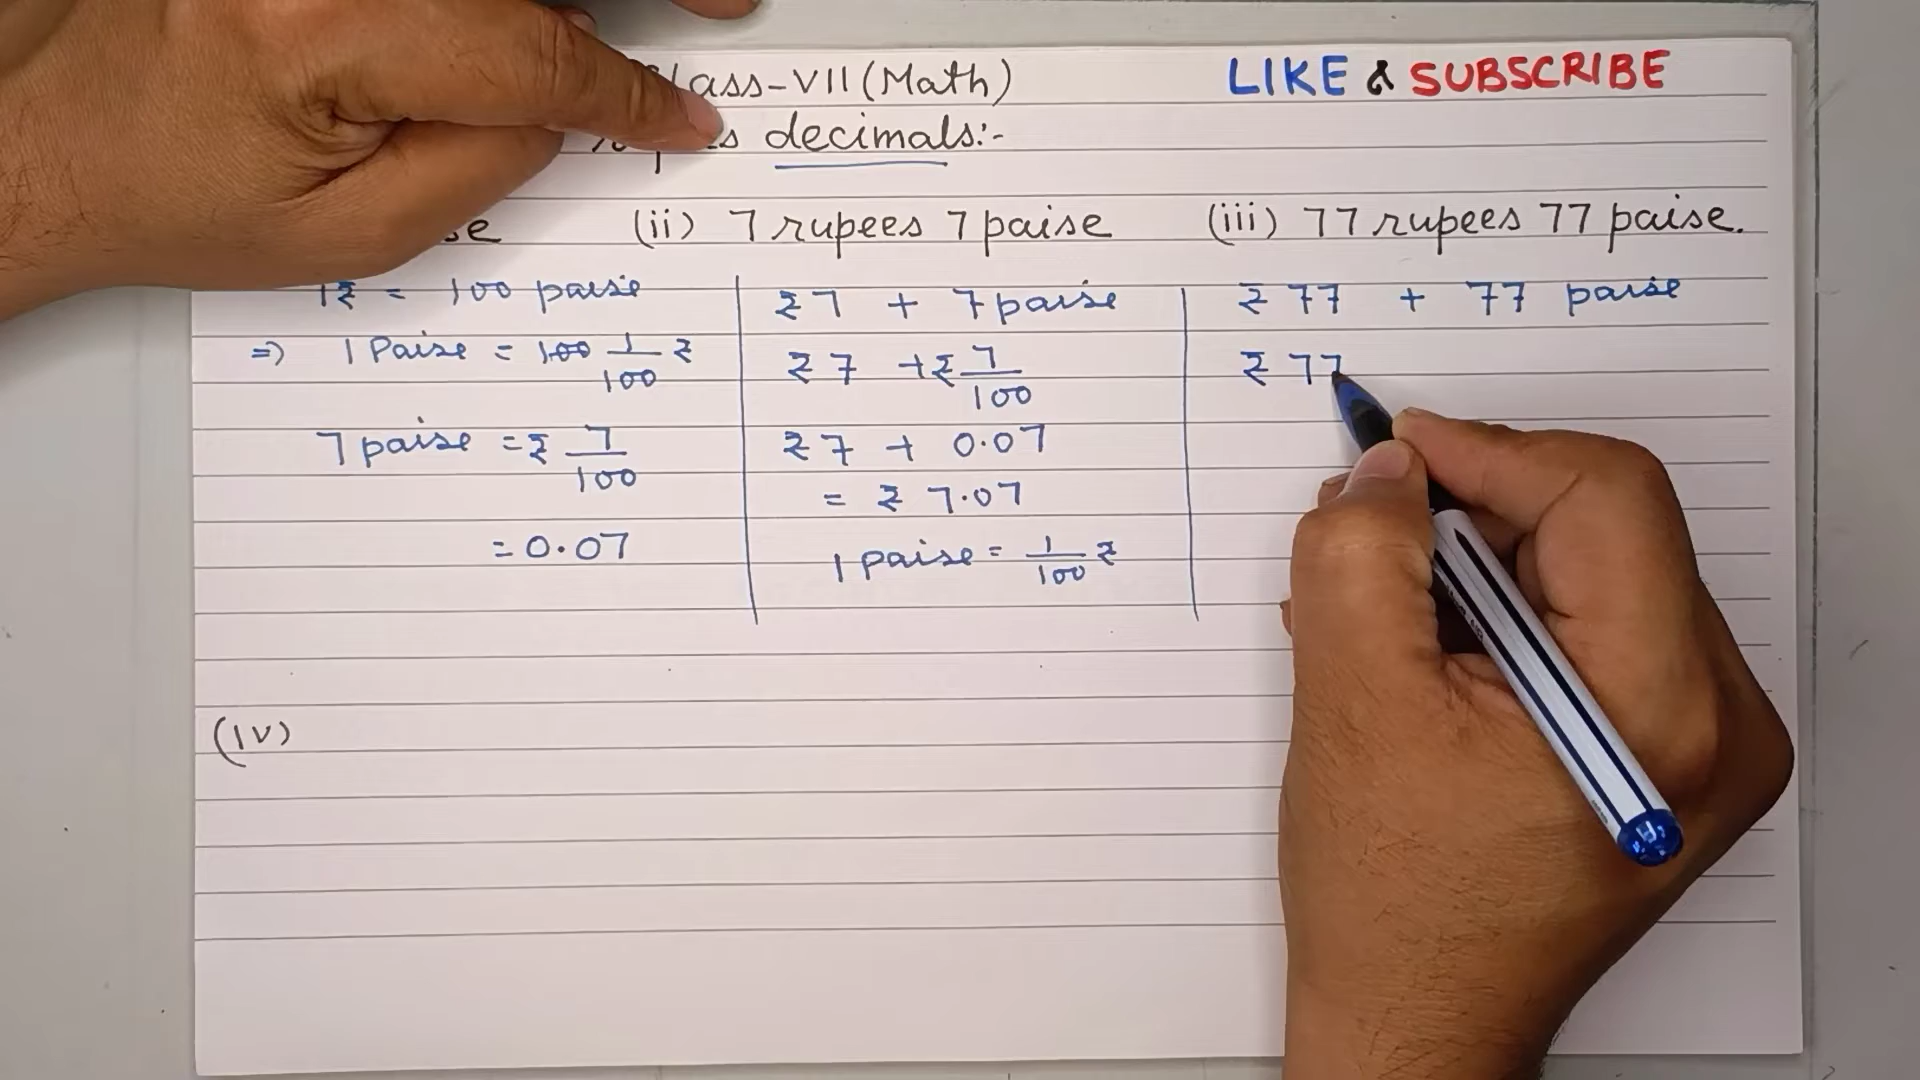 Class-VII (Math)
LIKE & SUBSCRIBE
decimals:-
(ii) 7 rupees 7 paise
(iii) 77 rupees 77 paise.
1₹ = 100 paise
⇒ 1 Paise = 100 1/100 ₹
7 paise = ₹ 7/100
= 0.07
₹7 + 7 paise
₹ 7 + ₹ 7/100
₹ 7 + 0.07
= ₹ 7.07
1 paise = 1/100 ₹
₹ 77 + 77 paise
₹ 77
(iv)